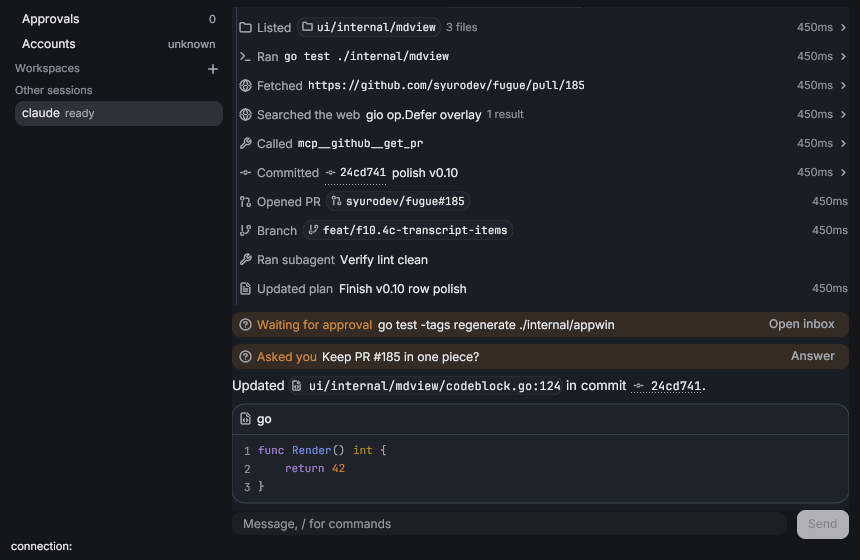 Approvals 0
Accounts unknown
Workspaces +
Other sessions
claude ready
Listed ui/internal/mdview 3 files 450ms
Ran go test ./internal/mdview 450ms
Fetched https://github.com/syurodev/fugue/pull/185 450ms
Searched the web gio op.Defer overlay 1 result 450ms
Called mcp__github__get_pr 450ms
Committed 24cd741 polish v0.10 450ms
Opened PR syurodev/fugue#185 450ms
Branch feat/f10.4c-transcript-items 450ms
Ran subagent Verify lint clean
Updated plan Finish v0.10 row polish 450ms
Waiting for approval go test -tags regenerate ./internal/appwin Open inbox
Asked you Keep PR #185 in one piece? Answer
Updated ui/internal/mdview/codeblock.go:124 in commit 24cd741.
go
1 func Render() int {
2     return 42
3 }
Message, / for commands Send
connection: